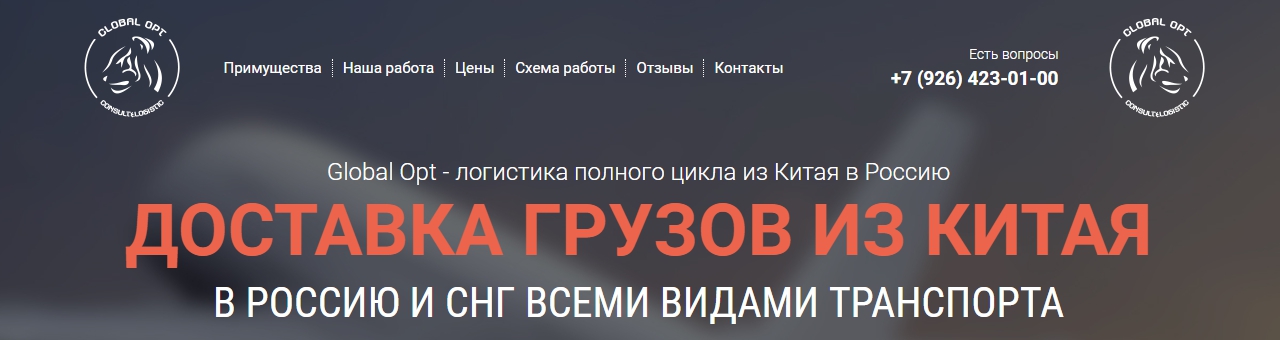 GLOBAL OPT
CONSULT&LOGISTIC
Примущества
Наша работа
Цены
Схема работы
Отзывы
Контакты
Есть вопросы
+7 (926) 423-01-00
GLOBAL OPT
CONSULT&LOGISTIC
Global Opt - логистика полного цикла из Китая в Россию
ДОСТАВКА ГРУЗОВ ИЗ КИТАЯ
В РОССИЮ И СНГ ВСЕМИ ВИДАМИ ТРАНСПОРТА